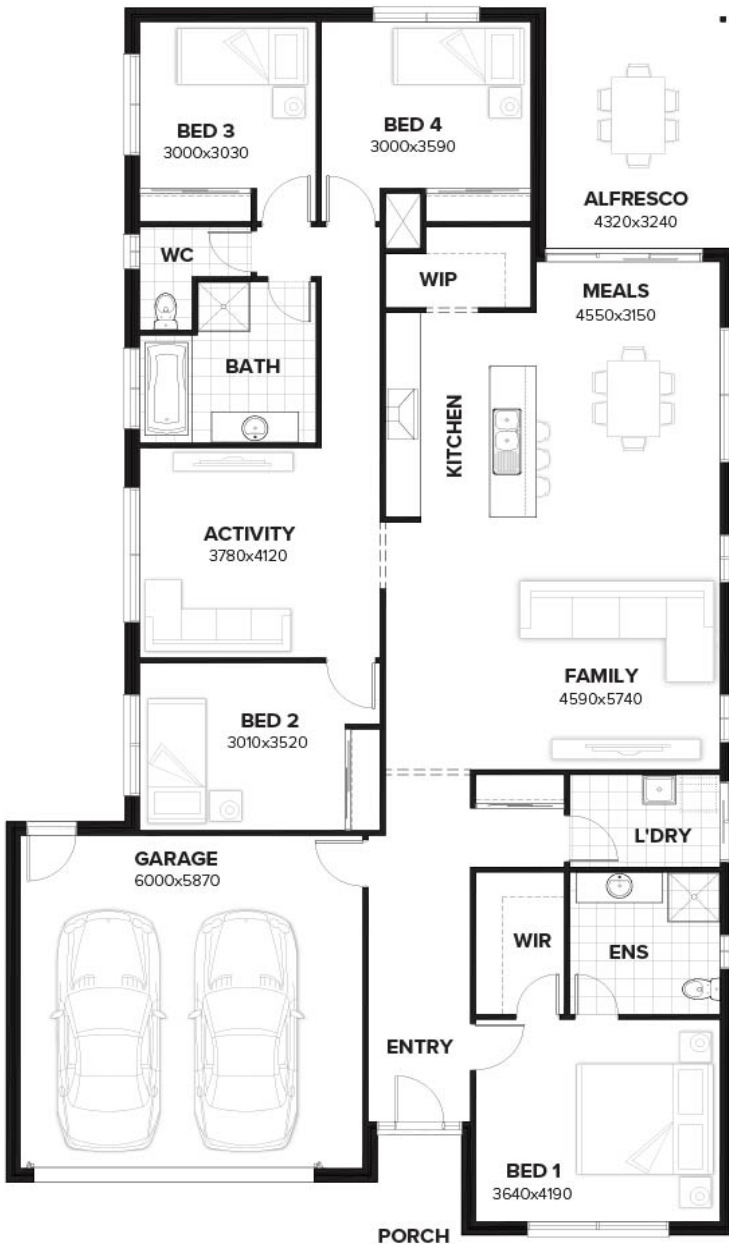 BED 3
3000x3030
BED 4
3000x3590
ALFRESCO
4320x3240
WC
WIP
MEALS
4550x3150
BATH
KITCHEN
ACTIVITY
3780x4120
FAMILY
4590x5740
BED 2
3010x3520
L'DRY
GARAGE
6000x5870
WIR
ENS
ENTRY
BED 1
3640x4190
PORCH